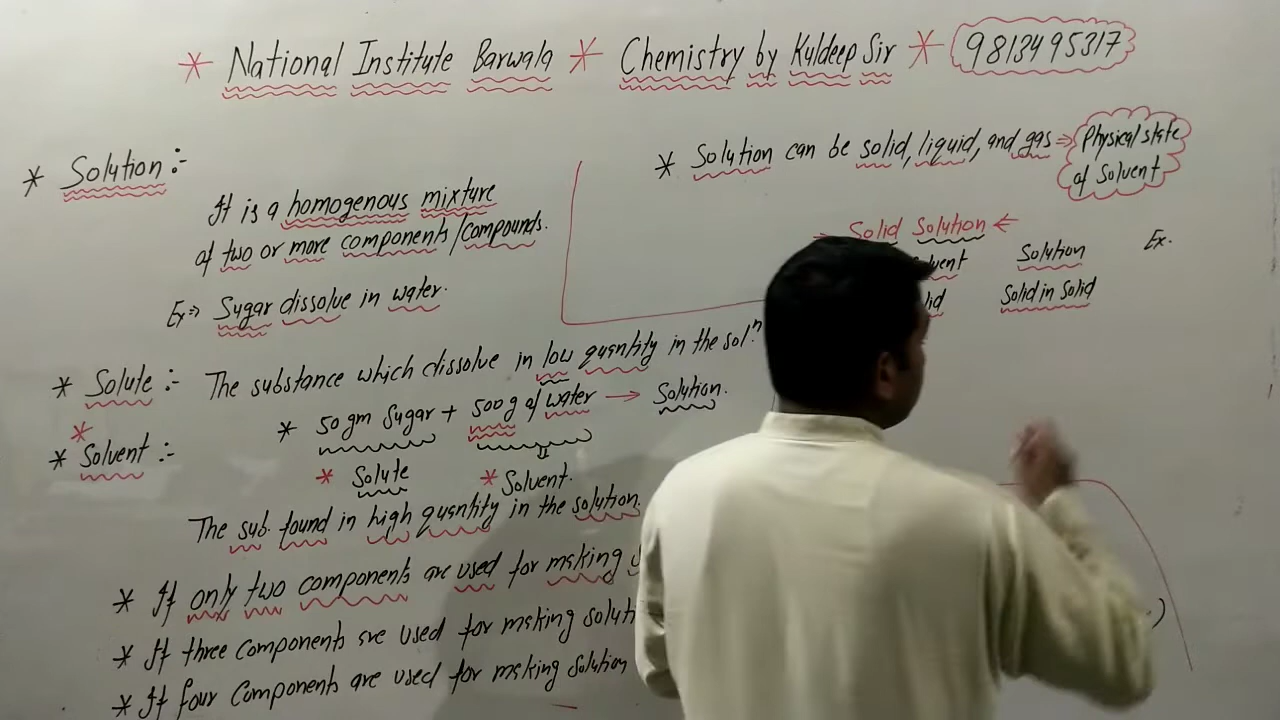 * National Institute Barwala * Chemistry by Kuldeep Sir * 9813495317
* Solution :-
It is a homogenous mixture
of two or more components/compounds.
Ex⇒ Sugar dissolve in water.
* Solute :- The substance which dissolve in low quantity in the solⁿ
* 50 gm Sugar + 500g of water → Solution.
* Solute * Solvent.
* Solvent :-
The sub. found in high quantity in the solution.
* If only two components are used for making
* If three components are used for making
* If four components are used for making solution
* Solution can be solid, liquid, and gas ⇒ Physical state
of Solvent
Solid Solution ←
Solution Ex.
Solid in Solid